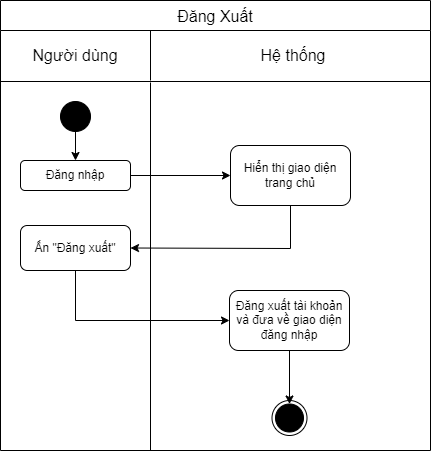 Đăng Xuất
Người dùng
Hệ thống
Đăng nhập
Hiển thị giao diện
trang chủ
Ấn "Đăng xuất"
Đăng xuất tài khoản
và đưa về giao diện
đăng nhập